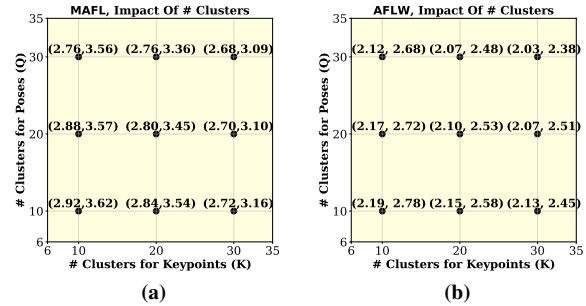 MAFL, Impact Of # Clusters
35
(2.76,3.56) (2.76,3.36) (2.68,3.09)
30
(2.88,3.57) (2.80,3.45) (2.70,3.10)
20
(2.92,3.62) (2.84,3.54) (2.72,3.16)
10
6
6 10 20 30 35
# Clusters for Poses (Q)
# Clusters for Keypoints (K)
(a)
AFLW, Impact Of # Clusters
35
(2.12, 2.68) (2.07, 2.48) (2.03, 2.38)
30
(2.17, 2.72) (2.10, 2.53) (2.07, 2.51)
20
(2.19, 2.78) (2.15, 2.58) (2.13, 2.45)
10
6
6 10 20 30 35
# Clusters for Poses (Q)
# Clusters for Keypoints (K)
(b)